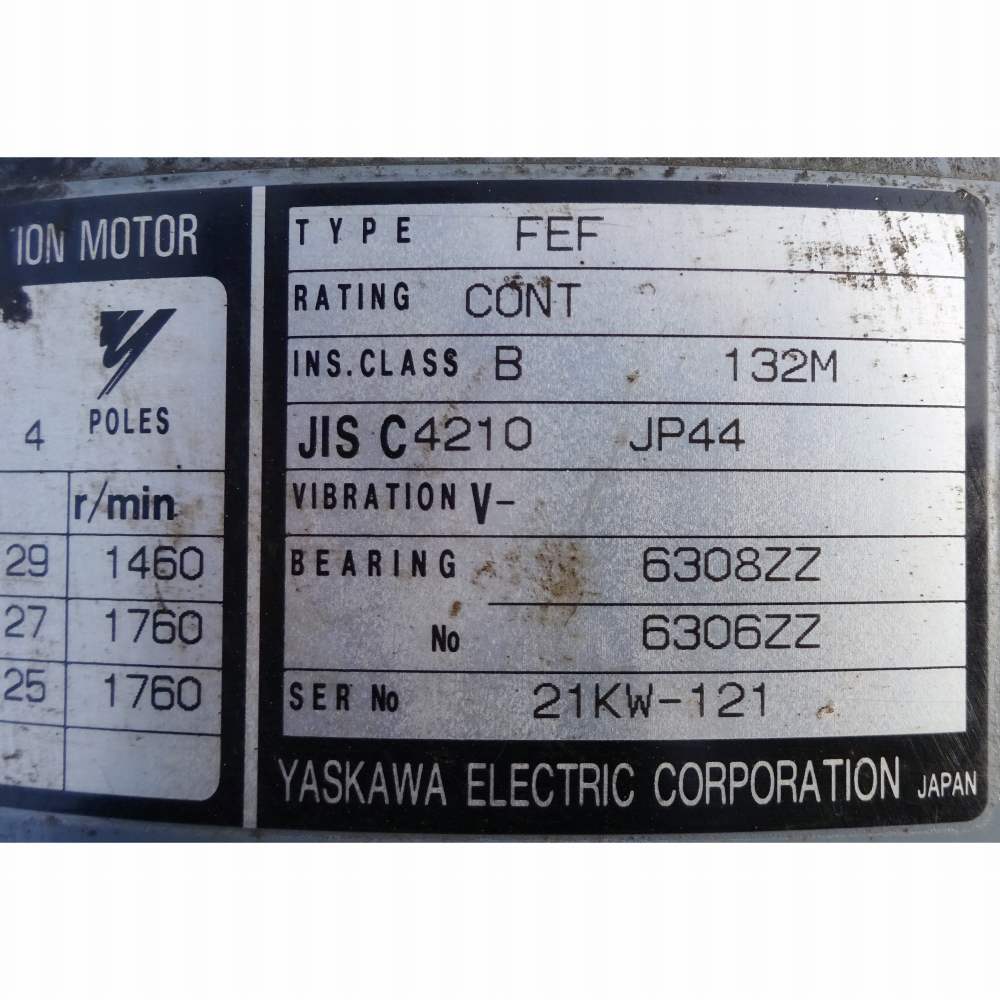 ION MOTOR
4 POLES
r/min
29 1460
27 1760
25 1760
TYPE FEF
RATING CONT
INS.CLASS B 132M
JIS C4210 JP44
VIBRATION V-
BEARING 6308ZZ
No 6306ZZ
SER No 21KW-121
YASKAWA ELECTRIC CORPORATION JAPAN